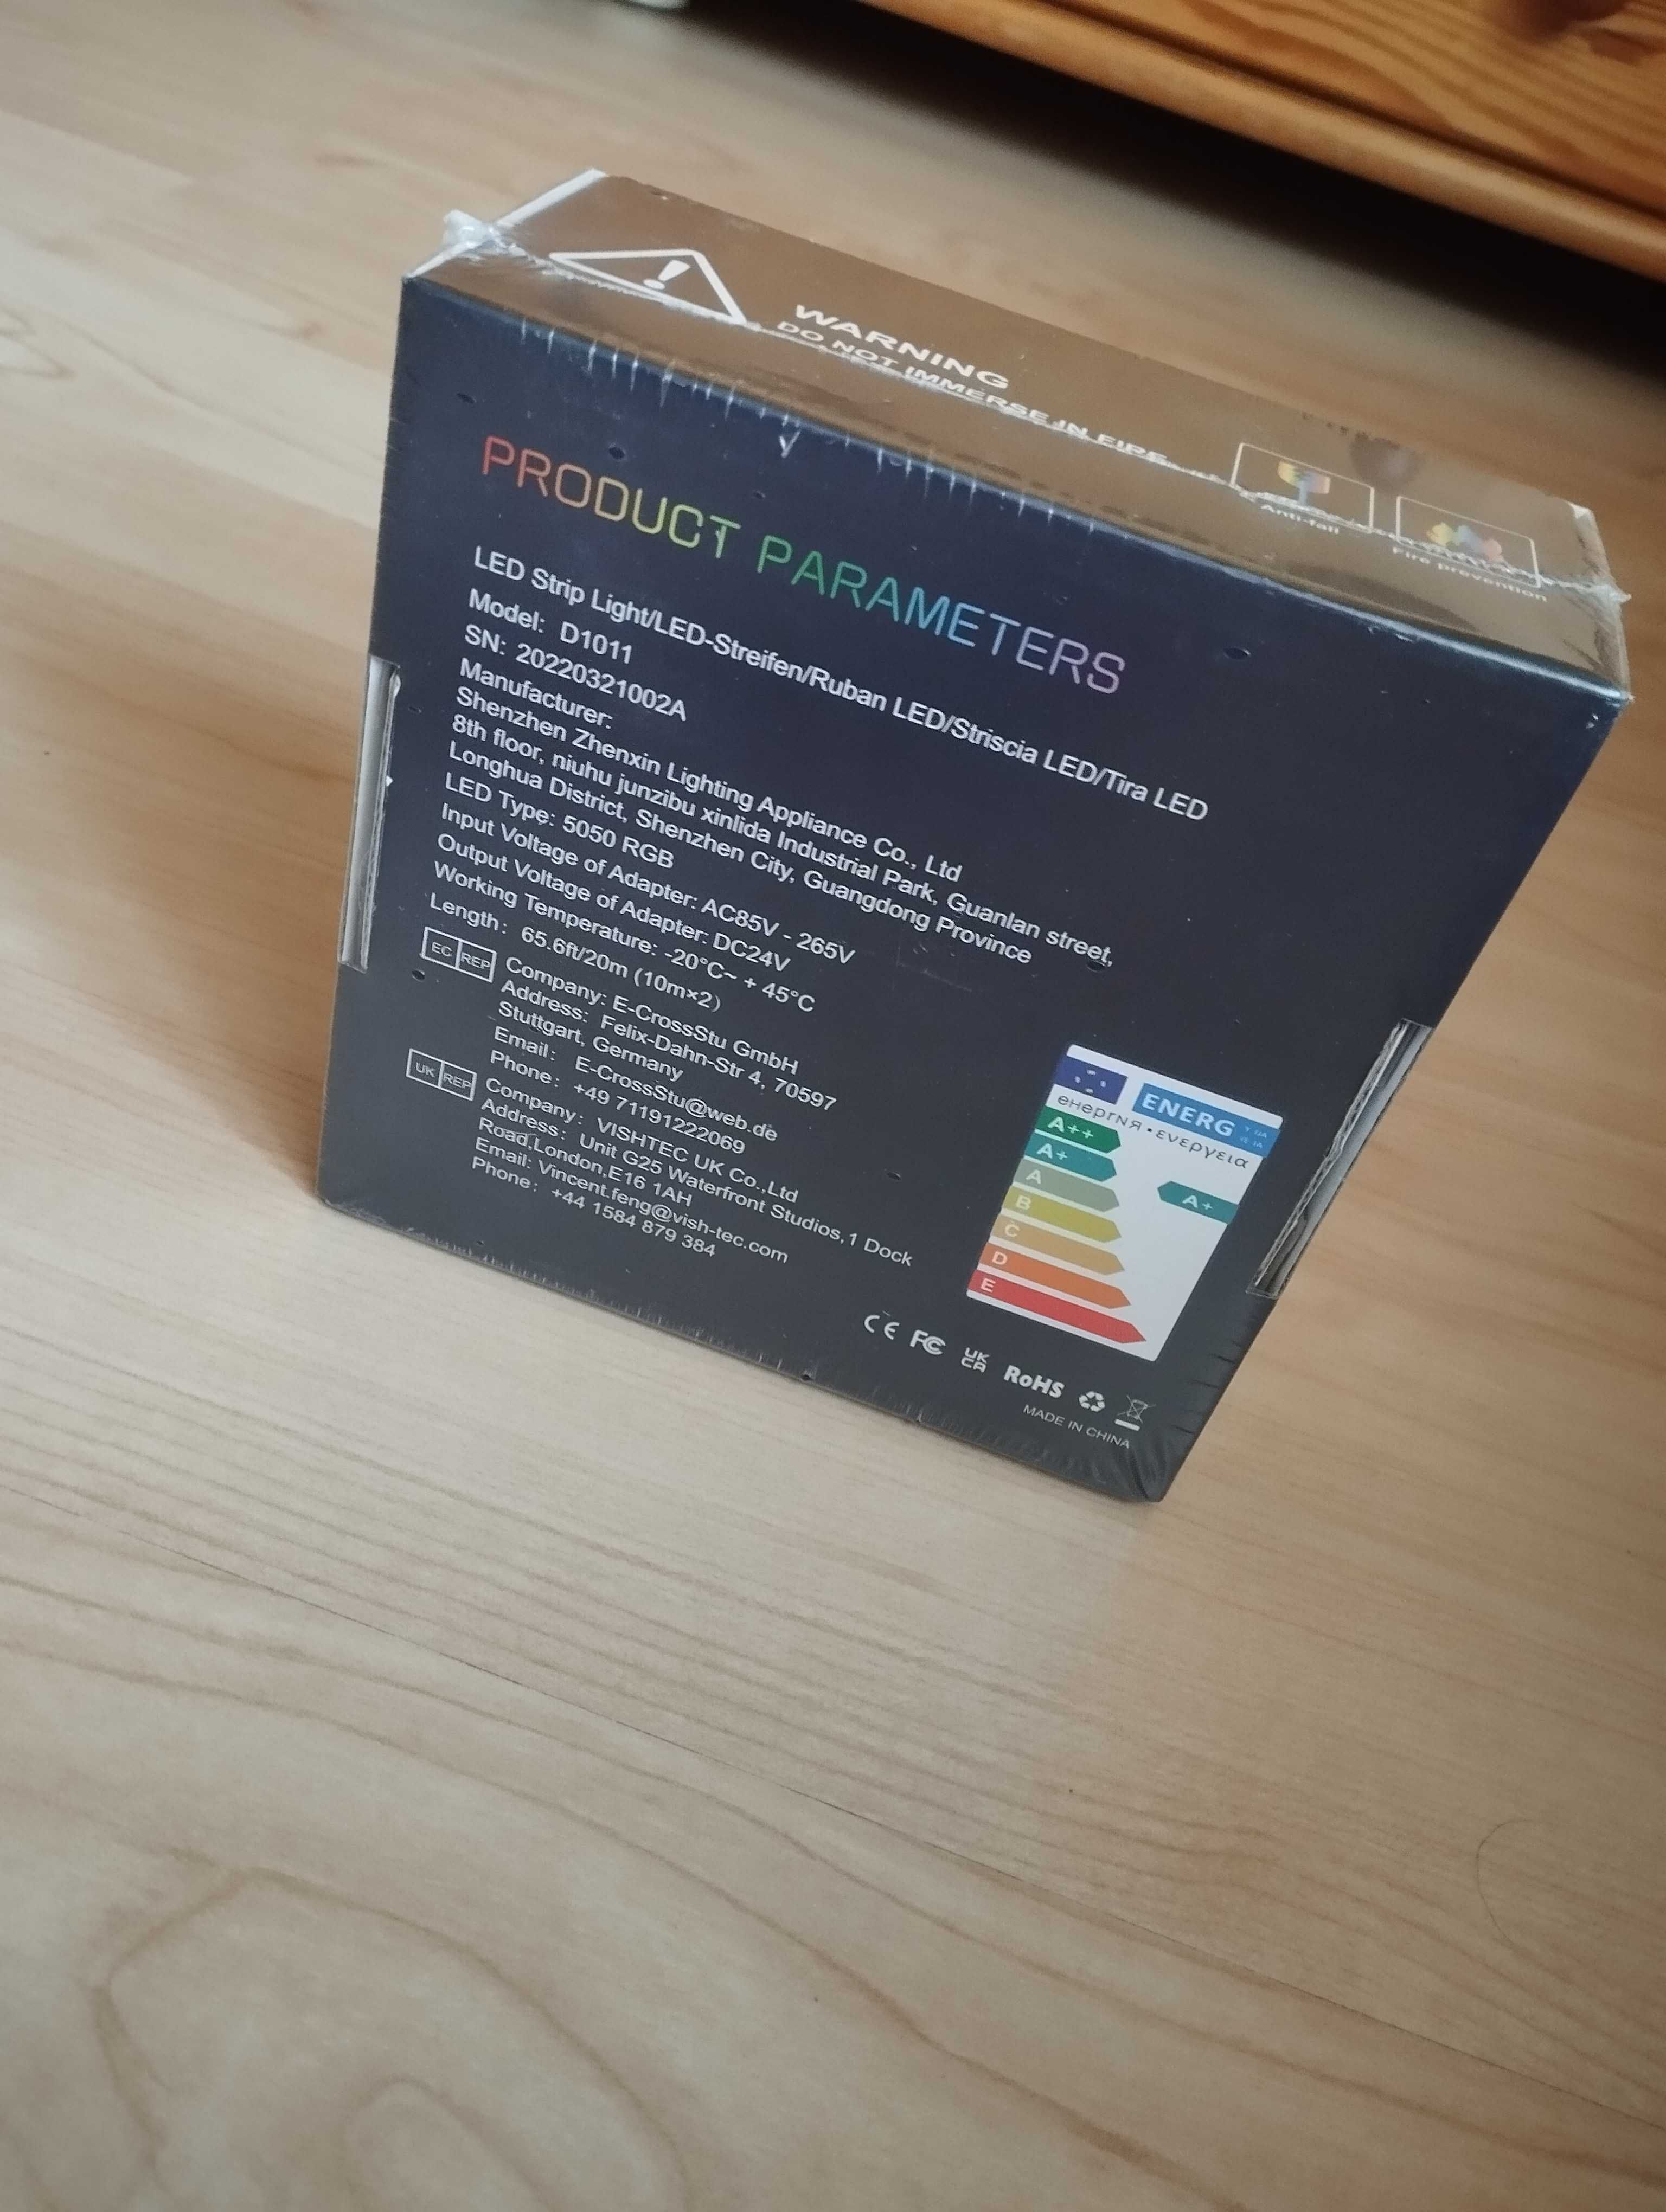 WARNING
DO NOT IMMERSE IN FIRE
Anti-fall
Fire prevention
PRODUCT PARAMETERS
LED Strip Light/LED-Streifen/Ruban LED/Striscia LED/Tira LED
Model: D1011
SN: 20220321002A
Manufacturer:
Shenzhen Zhenxin Lighting Appliance Co., Ltd
8th floor, niuhu junzibu xinlida Industrial Park, Guanlan street,
Longhua District, Shenzhen City, Guangdong Province
LED Type: 5050 RGB
Input Voltage of Adapter: AC85V - 265V
Output Voltage of Adapter: DC24V
Working Temperature: -20°C~ + 45°C
Length: 65.6ft/20m (10m×2)
EC REP
Company: E-CrossStu GmbH
Address: Felix-Dahn-Str 4, 70597
Stuttgart, Germany
Email: E-CrossStu@web.de
Phone: +49 71191222069
UK REP
Company: VISHTEC UK Co.,Ltd
Address: Unit G25 Waterfront Studios,1 Dock
Road,London,E16 1AH
Email: Vincent.feng@vish-tec.com
Phone: +44 1584 879 384
ENERG Y IJA
IE IA
енергия • ενεργεια
A++
A+
A
B
C
D
E
A+
CE FC UK CA RoHS
MADE IN CHINA